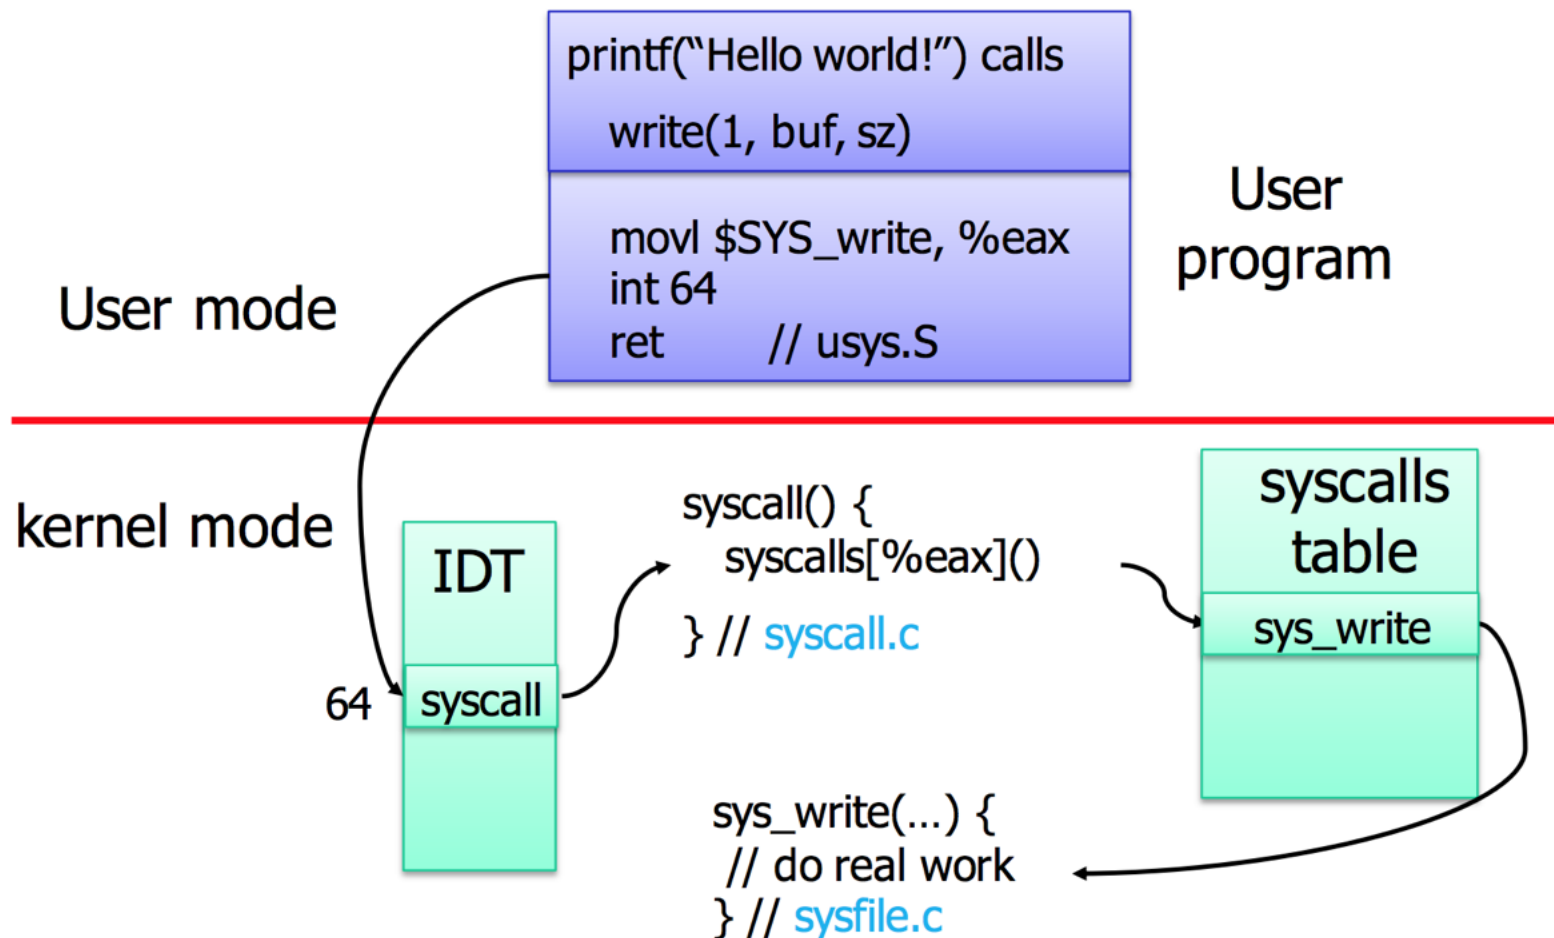 printf(“Hello world!”) calls
write(1, buf, sz)
User
program
movl $SYS_write, %eax
int 64
ret // usys.S
User mode
kernel mode
IDT
64
syscall
syscall() {
syscalls[%eax]()
} // syscall.c
syscalls
table
sys_write
sys_write(...) {
// do real work
} // sysfile.c